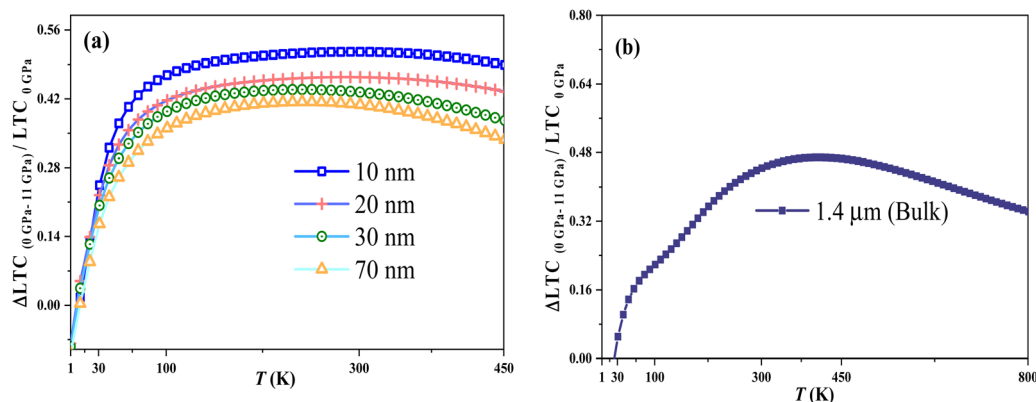 (a)
ΔLTC (0 GPa- 11 GPa) / LTC 0 GPa
0.56
0.42
0.28
0.14
0.00
10 nm
20 nm
30 nm
70 nm
1 30 100 300 450
T (K)
(b)
ΔLTC (0 GPa- 11 GPa) / LTC 0 GPa
0.80
0.64
0.48
0.32
0.16
0.00
1.4 μm (Bulk)
1 30 100 300 450 800
T (K)